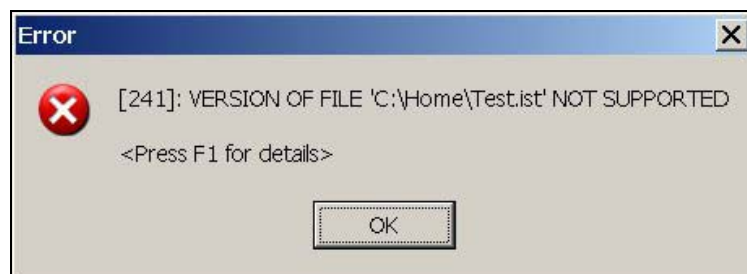 Error
[241]: VERSION OF FILE 'C:\Home\Test.ist' NOT SUPPORTED
<Press F1 for details>
OK